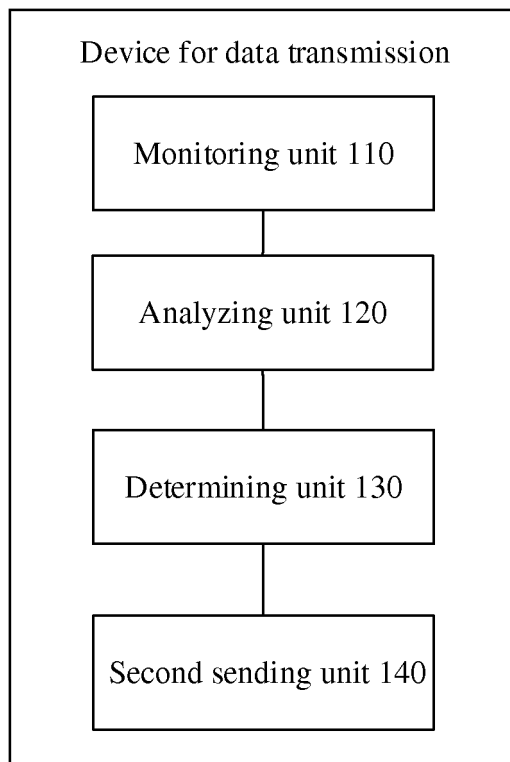 Device for data transmission
Monitoring unit 110
Analyzing unit 120
Determining unit 130
Second sending unit 140